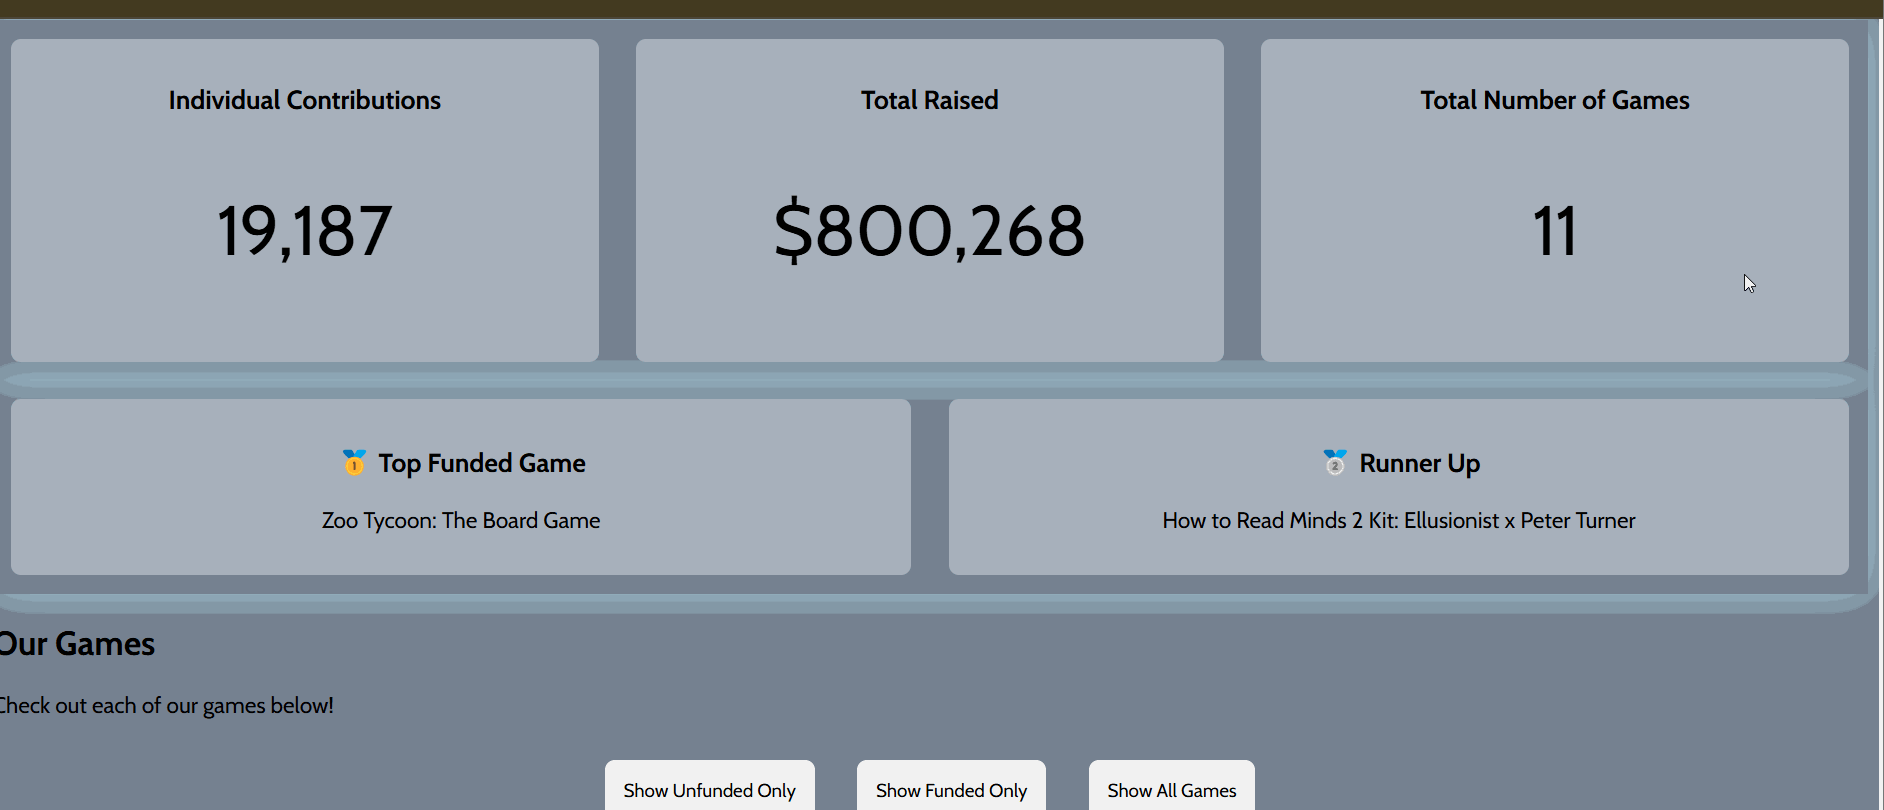 Individual Contributions
19,187
Total Raised
$800,268
Total Number of Games
11
🥇 Top Funded Game
Zoo Tycoon: The Board Game
🥈 Runner Up
How to Read Minds 2 Kit: Ellusionist x Peter Turner
Our Games
Check out each of our games below!
Show Unfunded Only
Show Funded Only
Show All Games